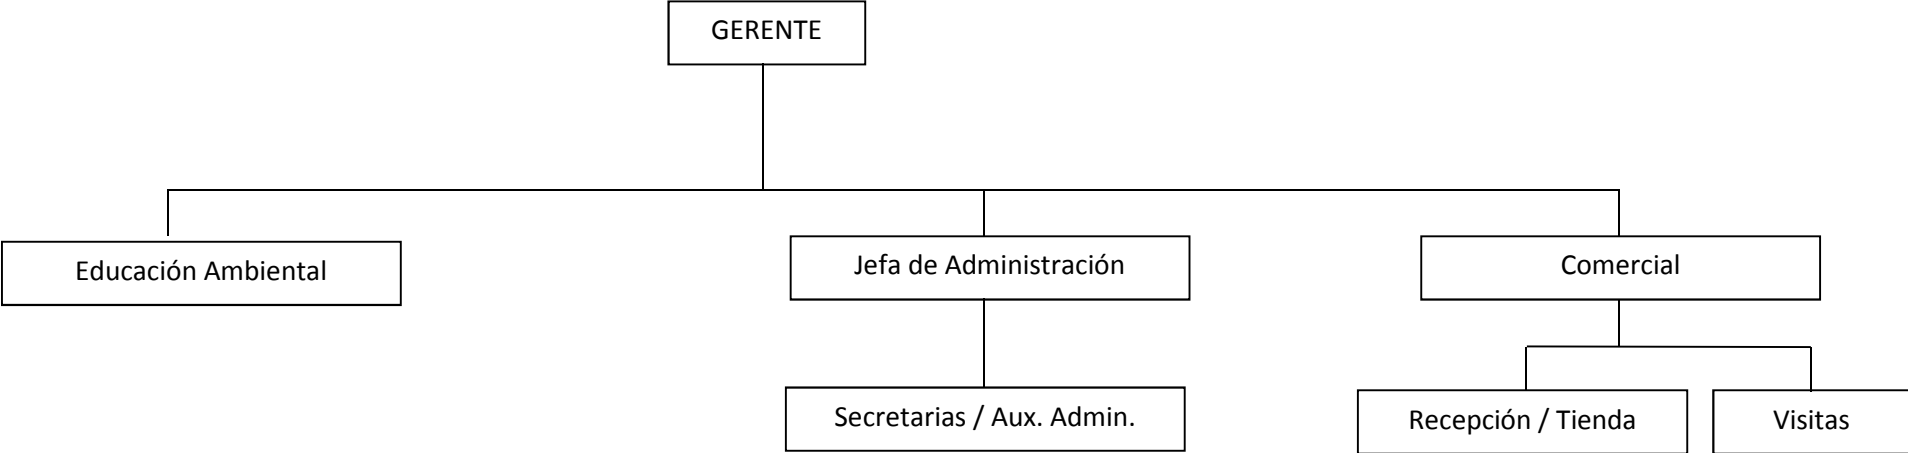 GERENTE
Educación Ambiental
Jefa de Administración
Comercial
Secretarias / Aux. Admin.
Recepción / Tienda
Visitas